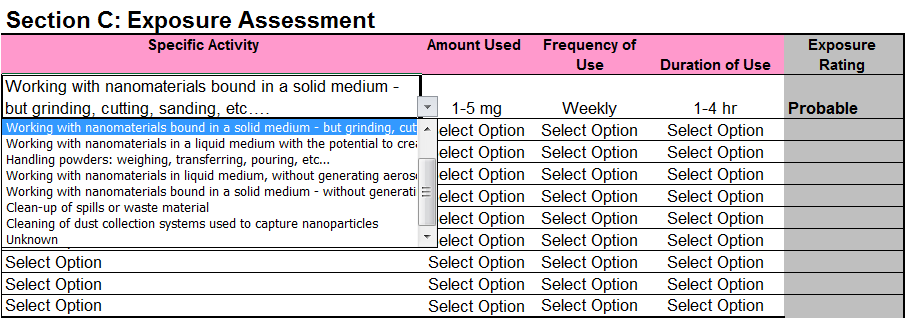 Section C: Exposure Assessment
Specific Activity Amount Used Frequency of Use Duration of Use Exposure Rating
Working with nanomaterials bound in a solid medium -
but grinding, cutting, sanding, etc.... 1-5 mg Weekly 1-4 hr Probable
Working with nanomaterials bound in a solid medium - but grinding, cut elect Option Select Option Select Option
Working with nanomaterials in a liquid medium with the potential to crea elect Option Select Option Select Option
Handling powders: weighing, transferring, pouring, etc... elect Option Select Option Select Option
Working with nanomaterials in liquid medium, without generating aeros elect Option Select Option Select Option
Working with nanomaterials bound in a solid medium - without generati
Clean-up of spills or waste material elect Option Select Option Select Option
Cleaning of dust collection systems used to capture nanoparticles
Unknown elect Option Select Option Select Option
Select Option Select Option Select Option Select Option
Select Option Select Option Select Option Select Option
Select Option Select Option Select Option Select Option